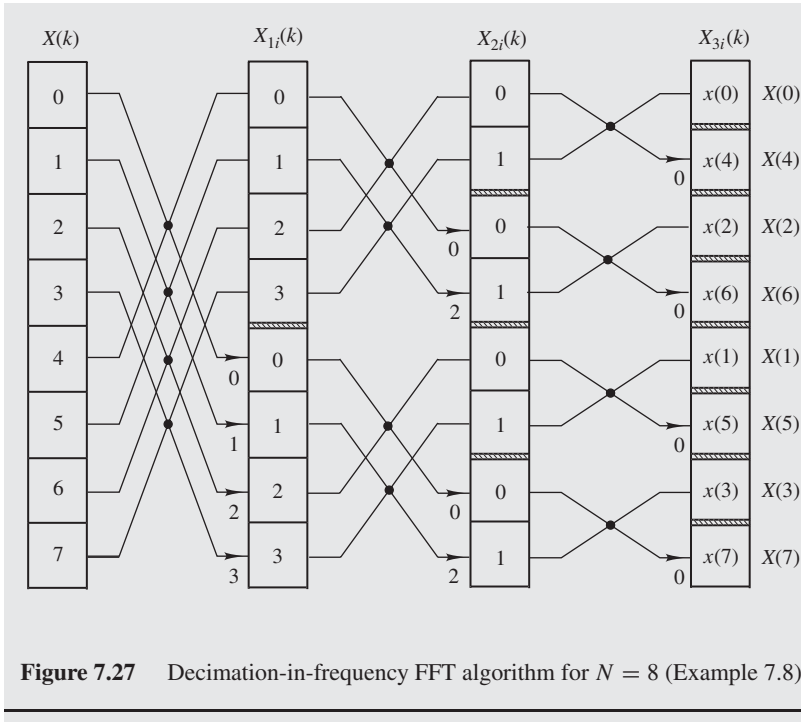 X(k) X₁ᵢ(k) X₂ᵢ(k) X₃ᵢ(k)
0 0 0 x(0) X(0)
1 1 1 x(4) X(4)
0
2 2 0 x(2) X(2)
0
3 3 1 x(6) X(6)
2 0
4 0 0 x(1) X(1)
0
5 1 1 x(5) X(5)
1 0
6 2 0 x(3) X(3)
2 0
7 3 1 x(7) X(7)
3 2 0
Figure 7.27 Decimation-in-frequency FFT algorithm for N = 8 (Example 7.8)